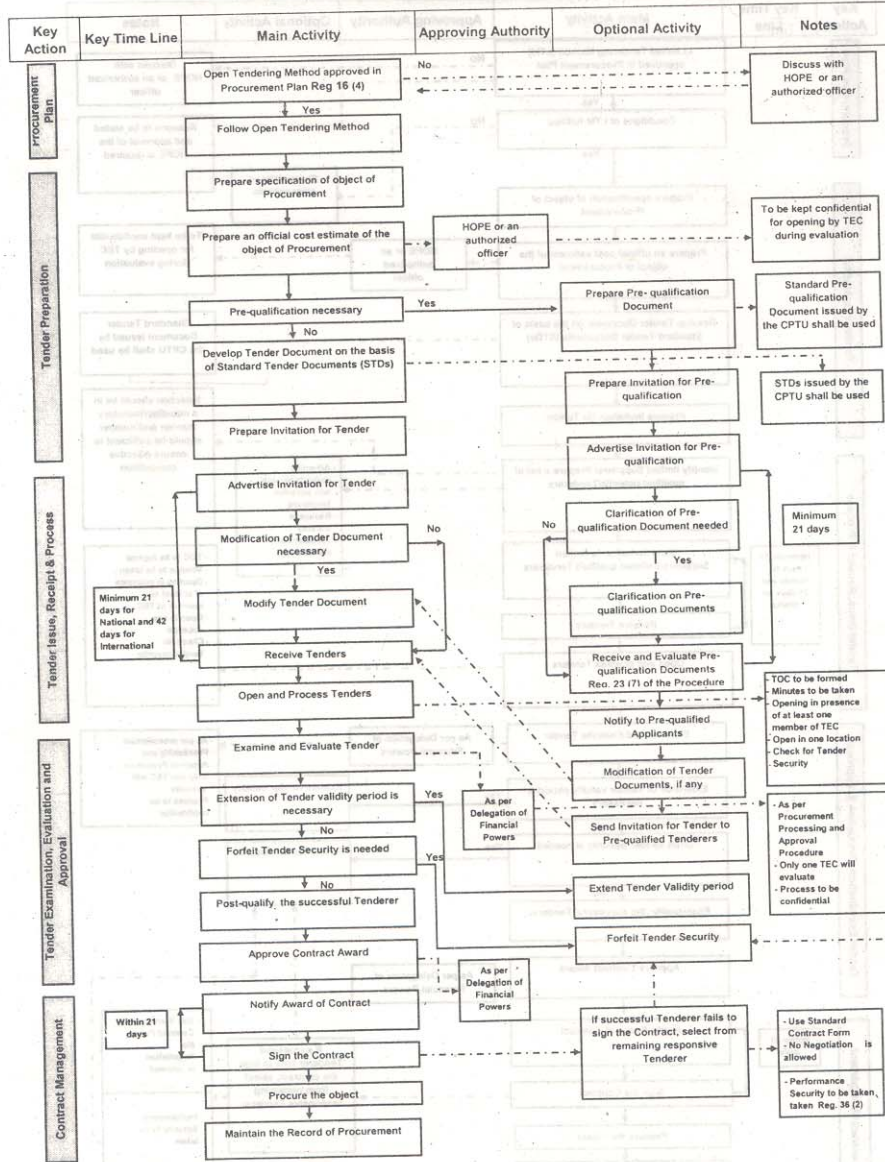 Key
Action
Key Time Line
Main Activity
Approving Authority
Optional Activity
Notes
Procurement
Plan
Open Tendering Method approved in
Procurement Plan Reg 16 (4)
No
Discuss with
HOPE or an
authorized officer
Yes
Follow Open Tendering Method
Tender Preparation
Prepare specification of object of
Procurement
Prepare an official cost estimate of the
object of Procurement
HOPE or an
authorized
officer
To be kept confidential
for opening by TEC
during evaluation
Pre-qualification necessary
Yes
Prepare Pre- qualification
Document
Standard Pre-
qualification
Document issued by
the CPTU shall be used
No
Develop Tender Document on the basis
of Standard Tender Documents (STDs)
Prepare Invitation for Pre-
qualification
STDs issued by the
CPTU shall be used
Prepare Invitation for Tender
Advertise Invitation for Pre-
qualification
Tender Issue, Receipt & Process
Advertise Invitation for Tender
Clarification of Pre-
qualification Document needed
Minimum
21 days
No
No
Modification of Tender Document
necessary
Yes
Yes
Minimum 21
days for
National and 42
days for
International
Modify Tender Document
Clarification on Pre-
qualification Documents
Receive Tenders
Receive and Evaluate Pre-
qualification Documents
Reg. 23 (7) of the Procedure
Open and Process Tenders
Notify to Pre-qualified
Applicants
- TOC to be formed
- Minutes to be taken
- Opening in presence
of at least one
member of TEC
- Open in one location
- Check for Tender
- Security
Tender Examination, Evaluation and
Approval
Examine and Evaluate Tender
Modification of Tender
Documents, if any
Extension of Tender validity period is
necessary
Yes
As per
Delegation of
Financial
Powers
Send Invitation for Tender to
Pre-qualified Tenderers
- As per
Procurement
Processing and
Approval
Procedure
- Only one TEC will
evaluate
- Process to be
confidential
No
Forfeit Tender Security is needed
Yes
Extend Tender Validity period
No
Post-qualify the successful Tenderer
Forfeit Tender Security
Approve Contract Award
As per
Delegation of
Financial
Powers
Contract Management
Notify Award of Contract
Within 21
days
If successful Tenderer fails to
sign the Contract, select from
remaining responsive
Tenderer
- Use Standard
Contract Form
- No Negotiation is
allowed
Sign the Contract
- Performance
Security to be taken,
taken Reg. 36 (2)
Procure the object
Maintain the Record of Procurement